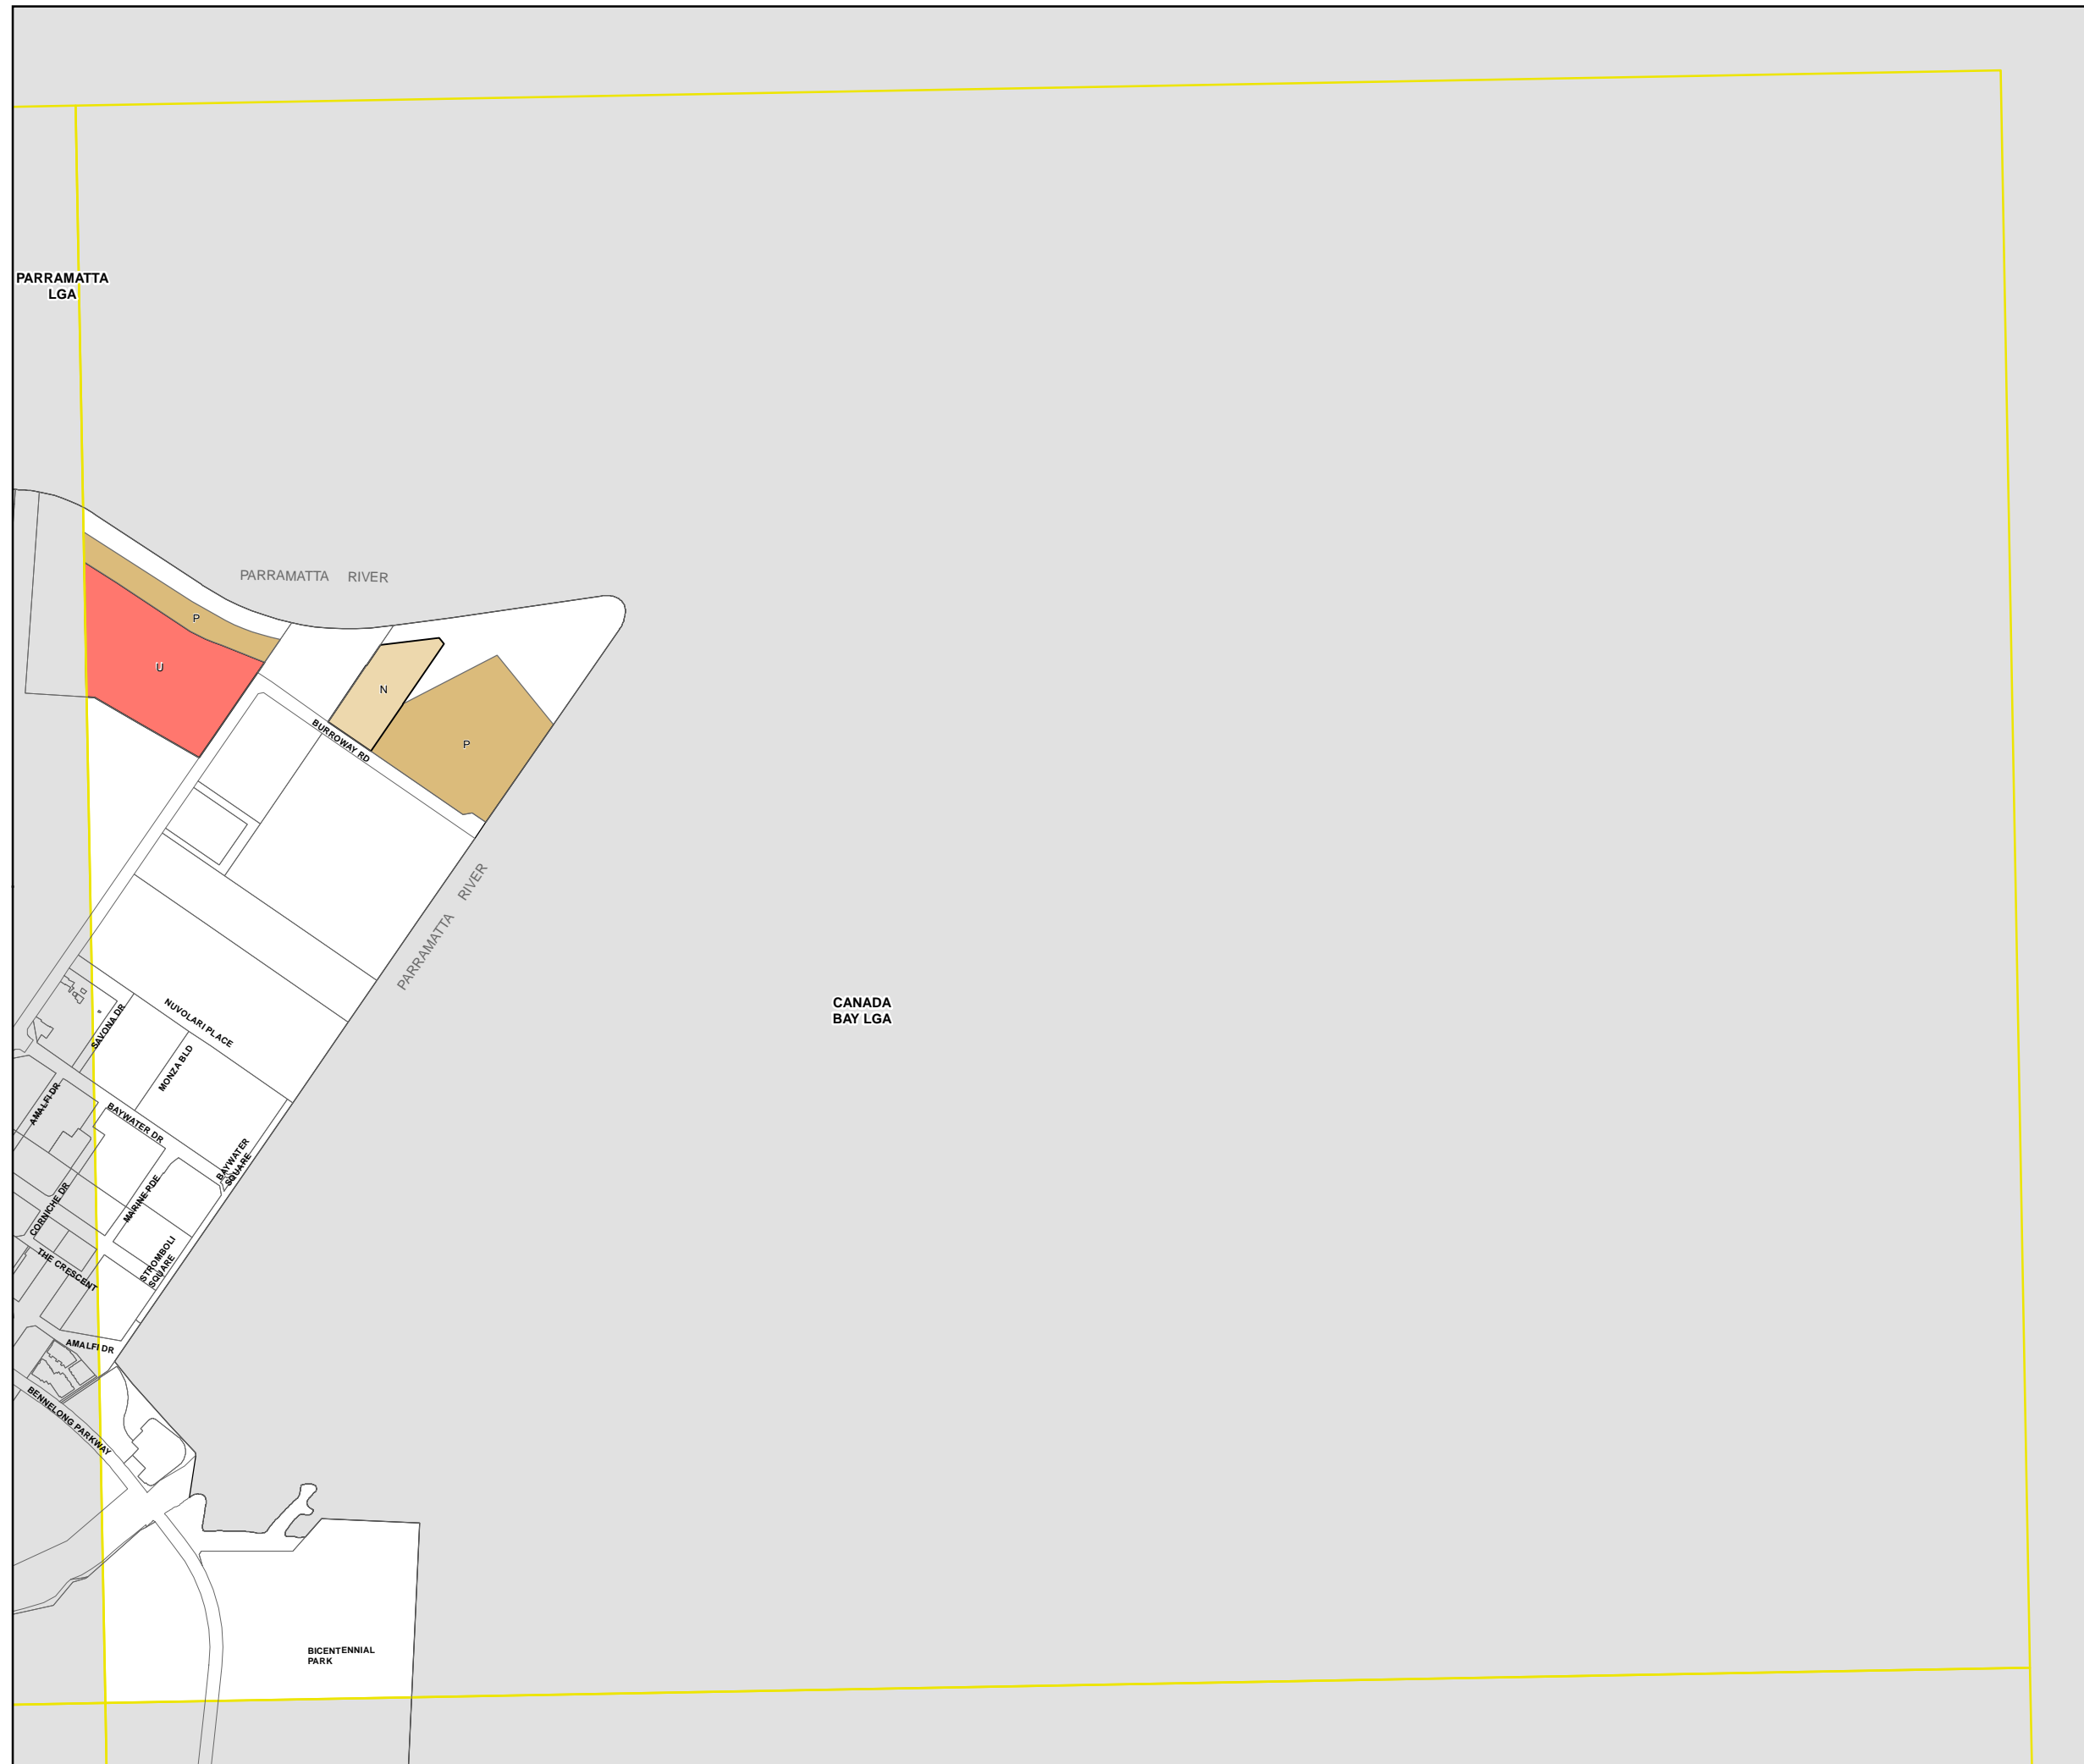 PARRAMATTA
LGA
PARRAMATTA RIVER
P
U
N
P
BURROWAY RD
PARRAMATTA RIVER
CANADA
BAY LGA
NUVOLARI PLACE
SAVONA DR
MONZA BLD
AMALFI DR
BAYWATER DR
BAYWATER
SQUARE
MARINE PDE
CORNICHE DR
STROMBOLI
SQUARE
THE CRESCENT
AMALFI DR
BENNELONG PARKWAY
BICENTENNIAL
PARK